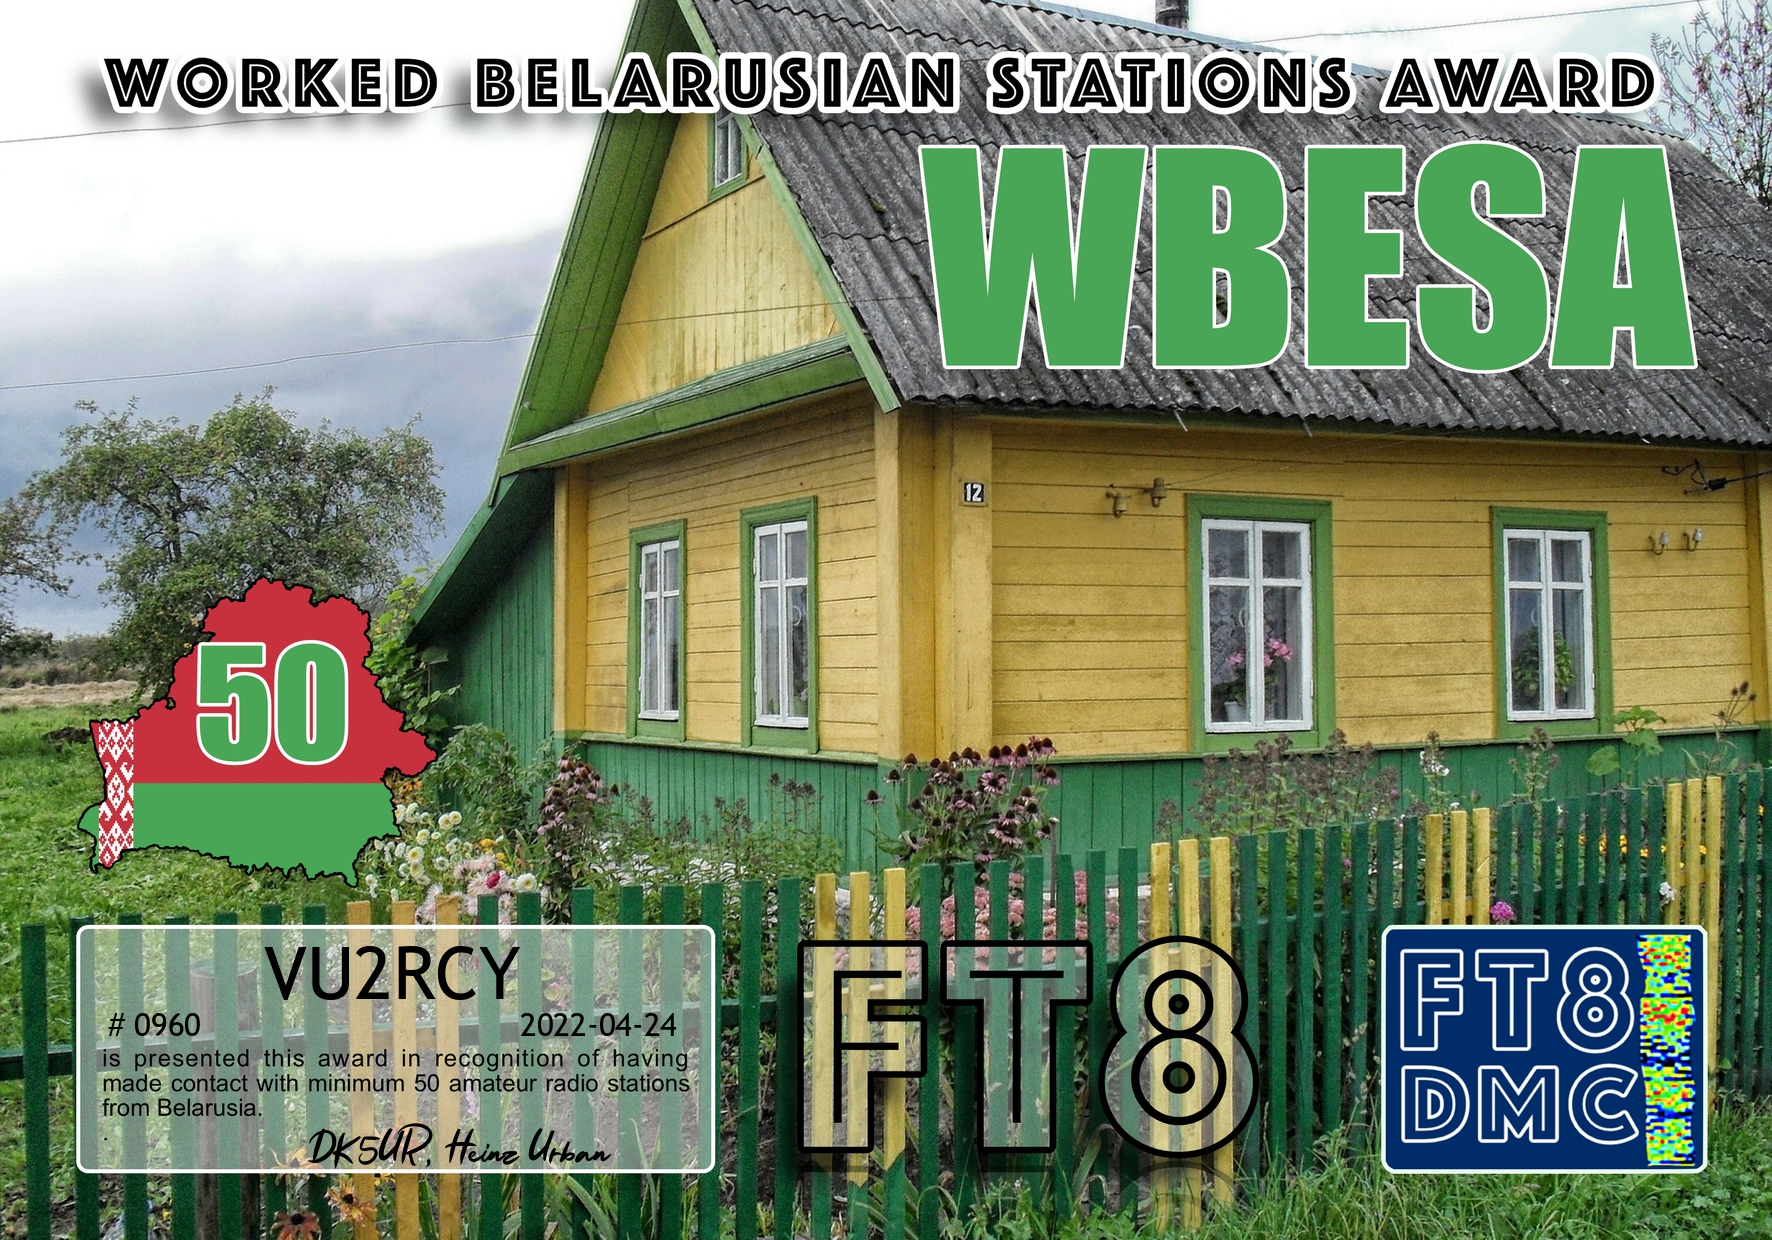 WORKED BELARUSIAN STATIONS AWARD
WBESA
12
50
VU2RCY
# 0960 2022-04-24
is presented this award in recognition of having
made contact with minimum 50 amateur radio stations
from Belarusia.
.
DK5UR, Heinz Urban
FT8
FT8
DMC